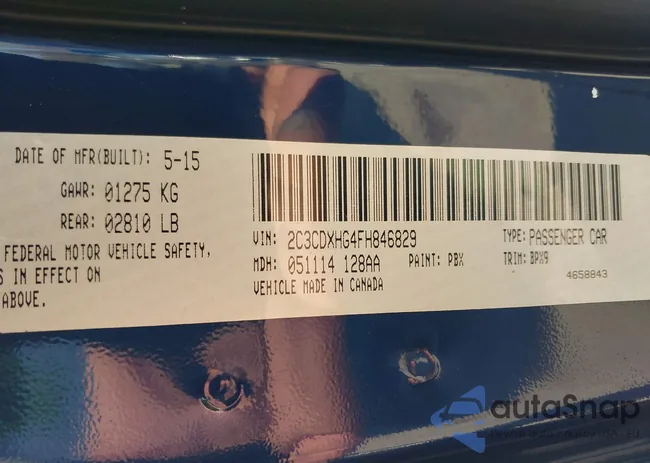 DATE OF MFR(BUILT): 5-15
GAWR: 01275 KG
REAR: 02810 LB
FEDERAL MOTOR VEHICLE SAFETY,
S IN EFFECT ON
ABOVE.
VIN: 2C3CDXHG4FH846829
TYPE: PASSENGER CAR
MDH: 051114 128AA
PAINT: PBX
TRIM: BPX9
VEHICLE MADE IN CANADA
4658843
autoSnap